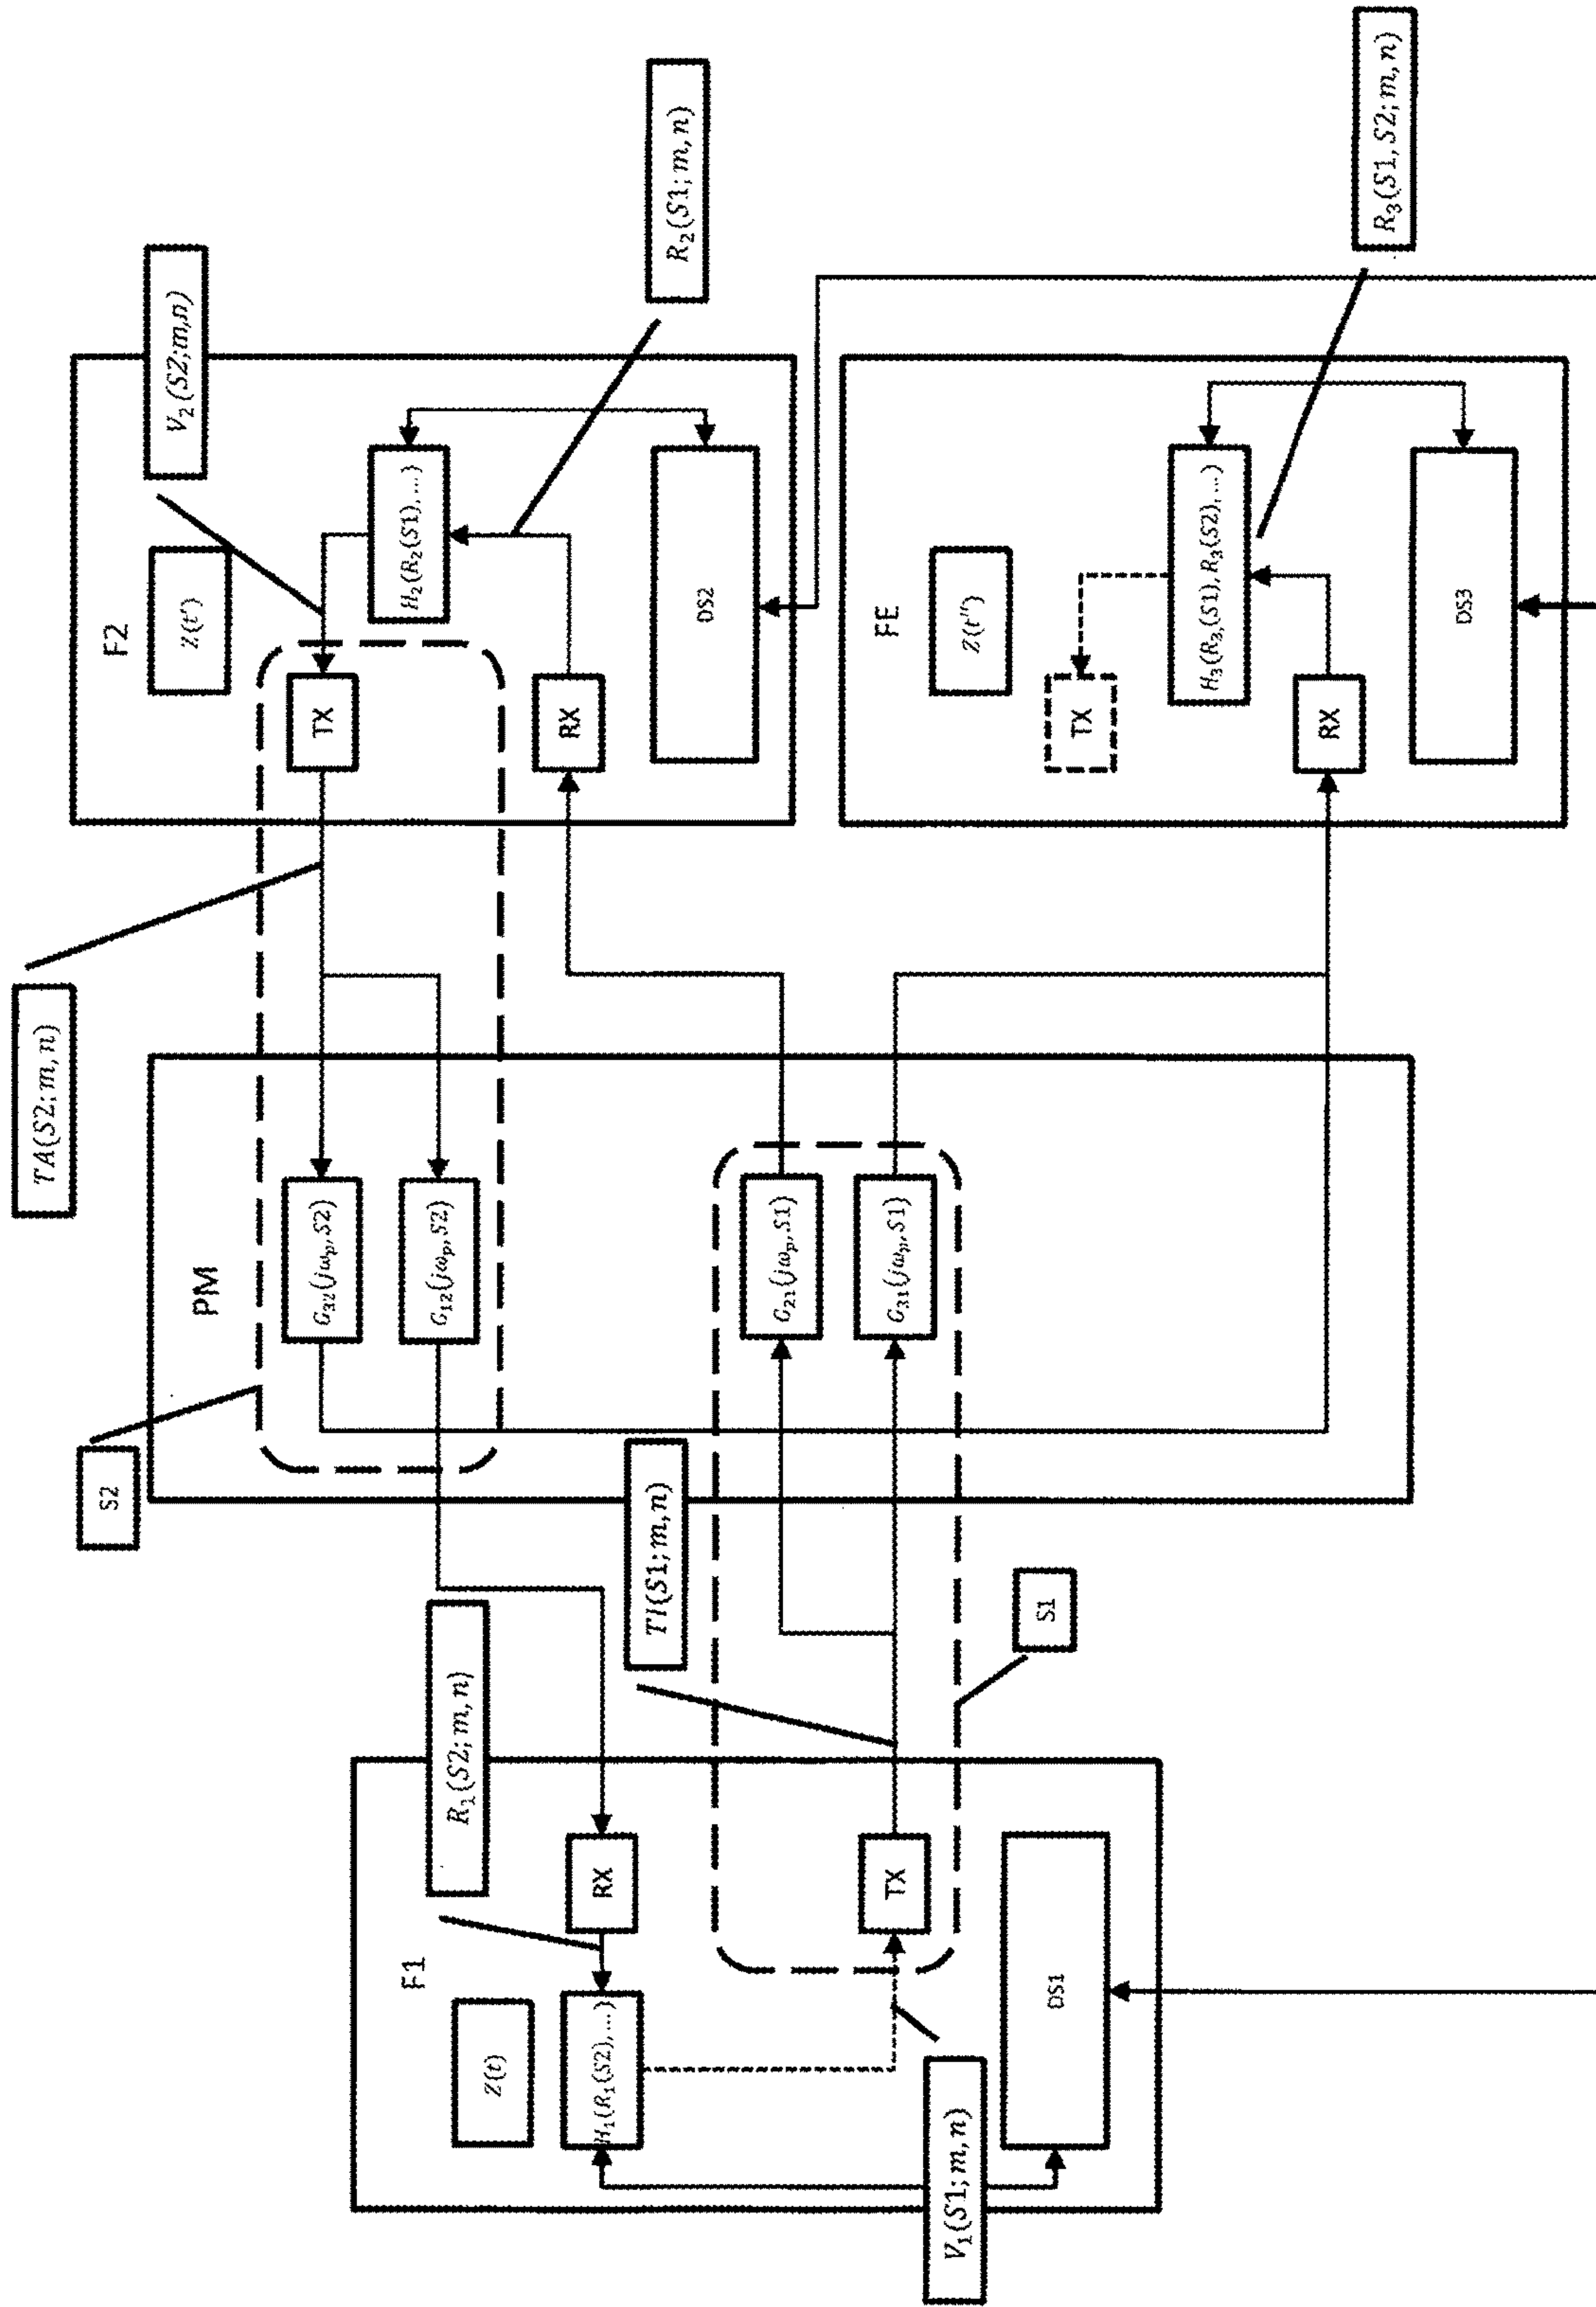 TA(S2;m,n)
V₂(S2;m,n)
F2
Z(t')
TX
H₂(R₂(S1),...)
R₂(S1;m,n)
RX
DS2
S2
PM
G₃₂(jωₚ,S2)
G₁₂(jωₚ,S2)
G₂₁(jωₚ,S1)
G₃₁(jωₚ,S1)
FE
Z(t'')
TX
H₃(R₃,(S1),R₃(S2),...)
R₃(S1,S2;m,n)
RX
DS3
R₁(S2;m,n)
TI(S1;m,n)
S1
F1
Z(t)
RX
H₁(R₁(S2),...)
TX
V₁(S1;m,n)
DS1